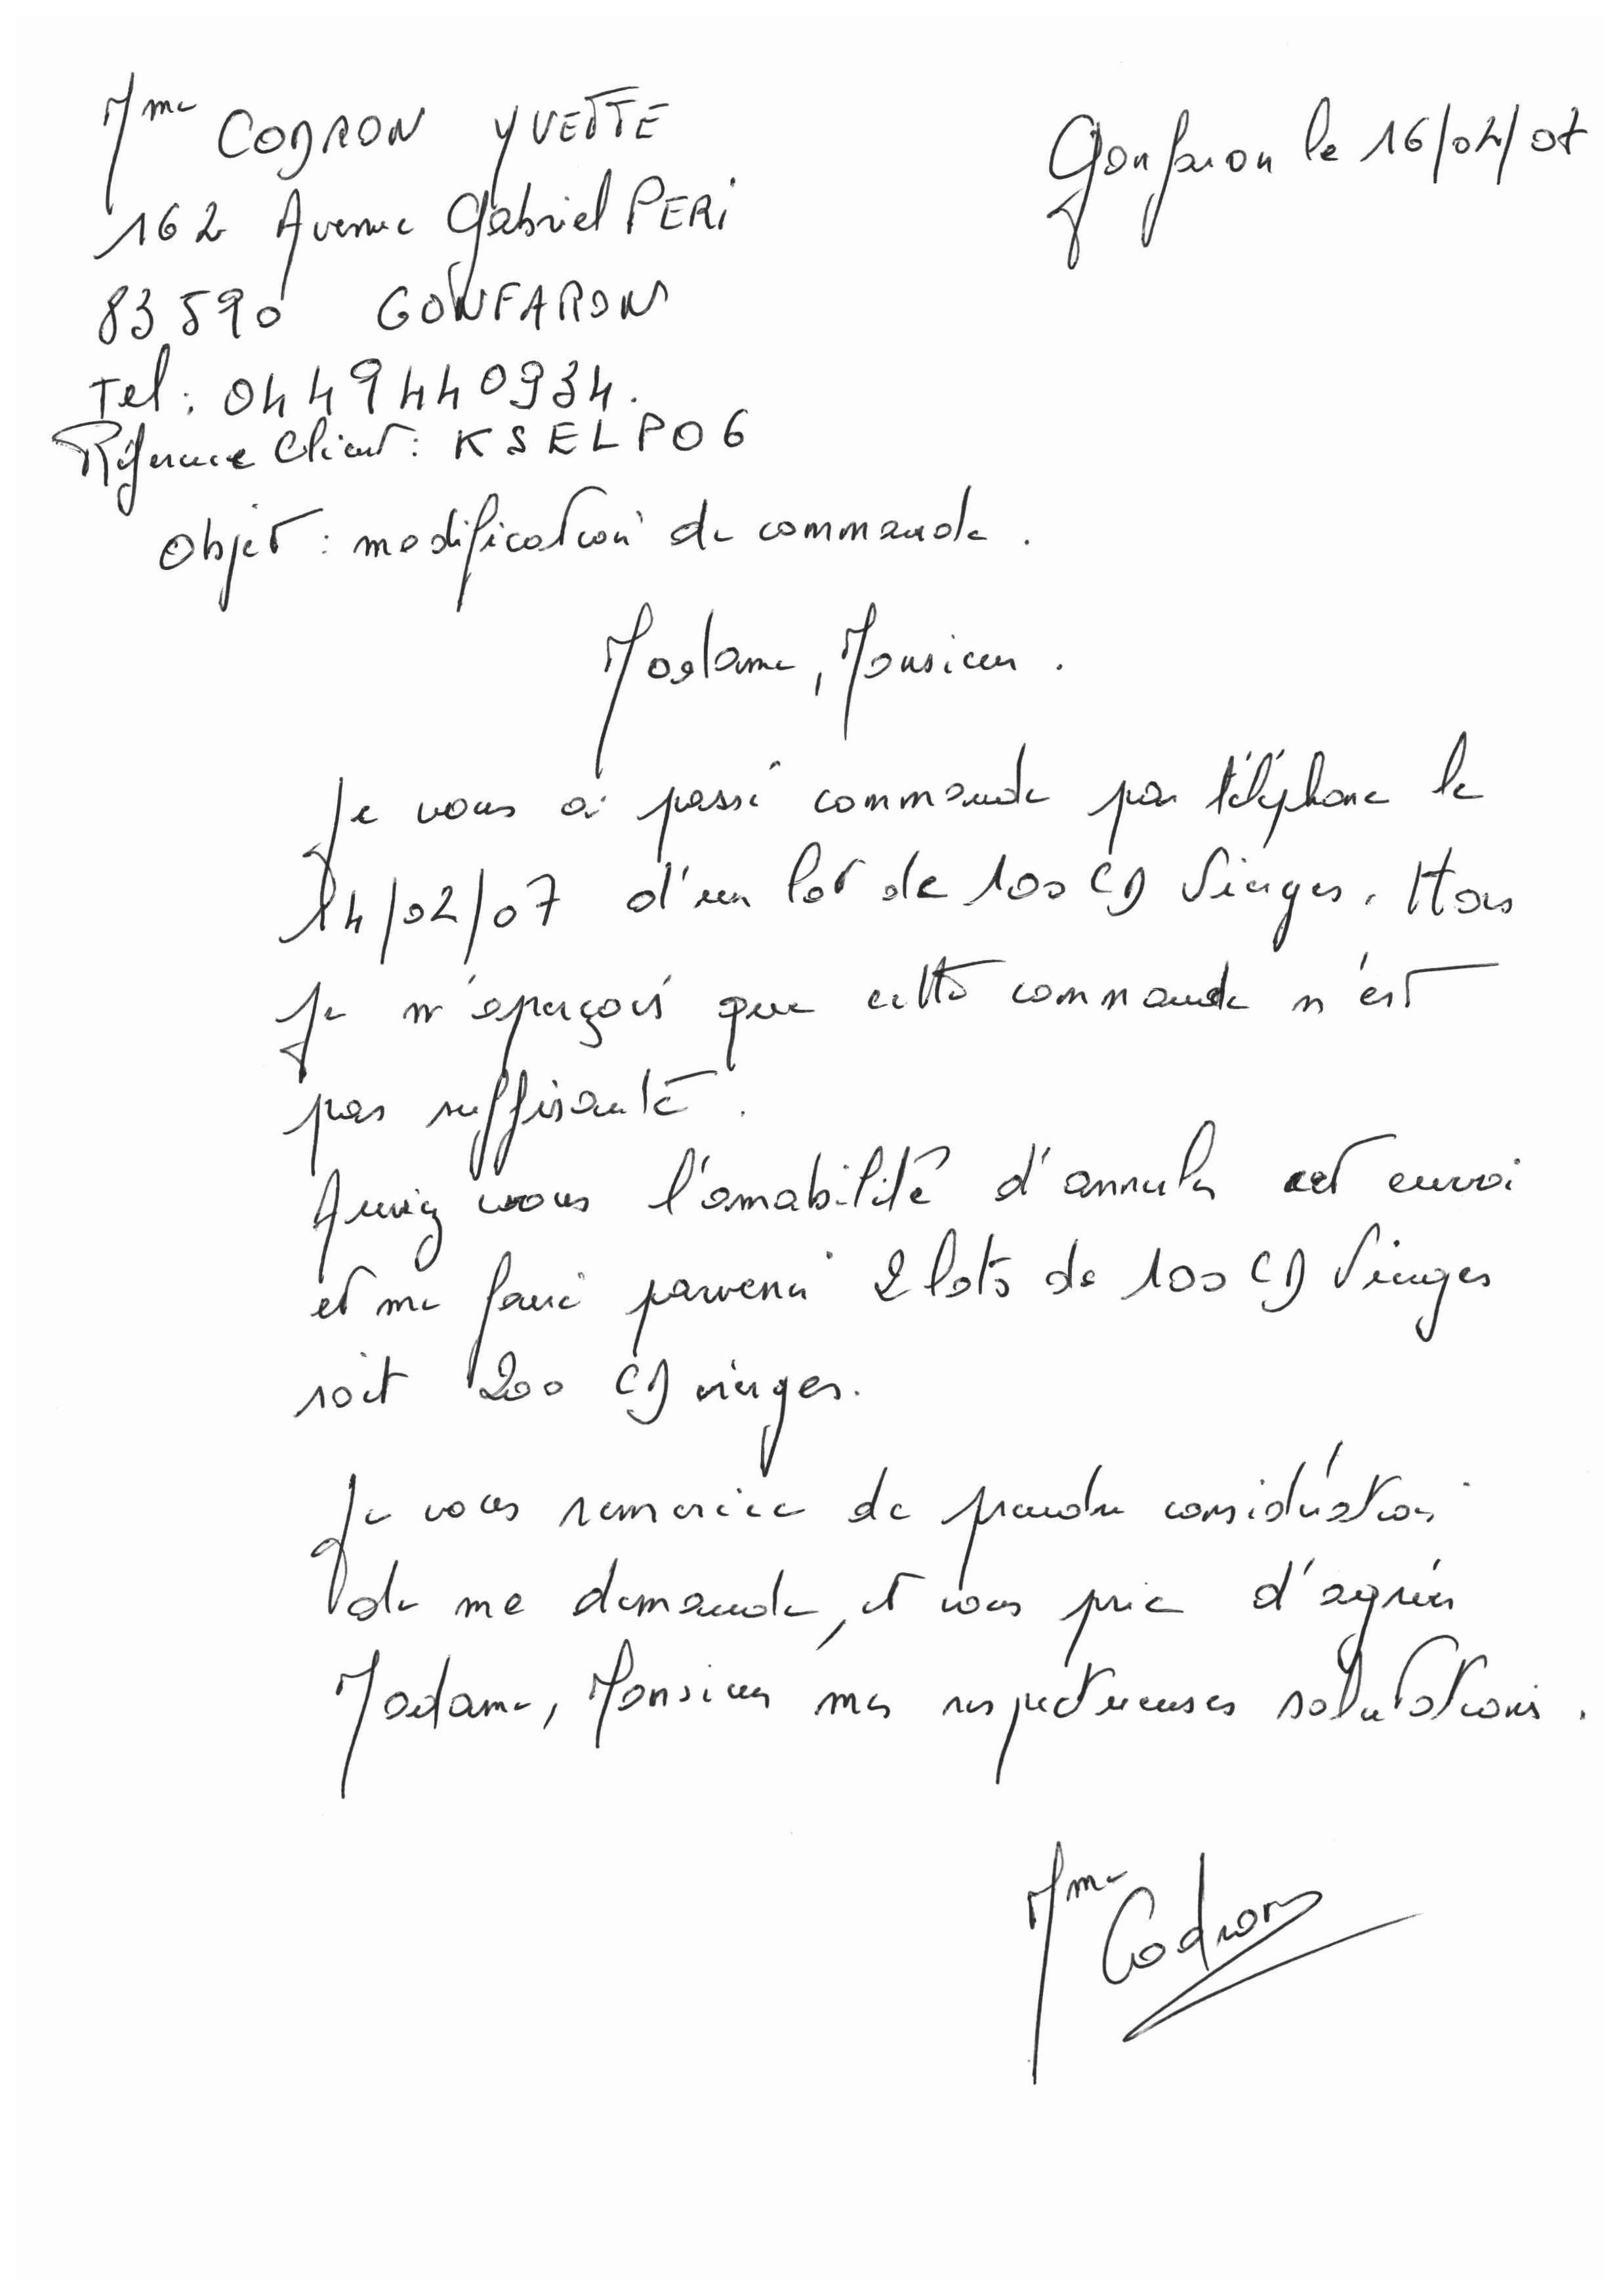 Mme CODRON YVETTE
Gonfaron le 16/02/07
162 Avenue Gabriel PERI
83590 GONFARON
Tel : 0449440934.
Réference Client : KSELPO6
Objet : modification de commande.
Madame, Monsieur.
Je vous ai passé commande par téléphone le
14/02/07 d'un lot de 100 CD Vierges. Hors
je m'aperçois que cette commande n'est
pas suffisante.
Auriez vous l'amabilité d'annuler cet envoi
et me faire parvenir 2 lots de 100 CD Vierges
soit 200 CD vierges.
Je vous remercie de prendre considération
de me demande, et vous prie d'agréer
Madame, Monsieur mes respectueuses salutations.
Mme Codron